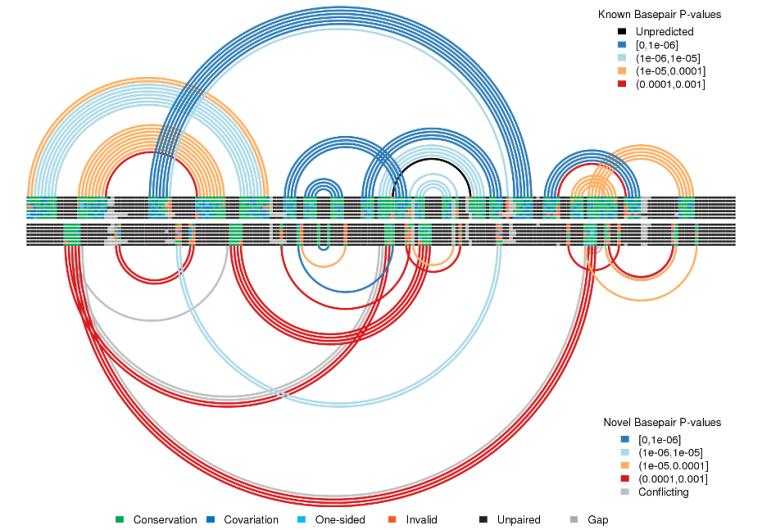 Known Basepair P-values
Unpredicted
[0,1e-06]
(1e-06,1e-05]
(1e-05,0.0001]
(0.0001,0.001]
Novel Basepair P-values
[0,1e-06]
(1e-06,1e-05]
(1e-05,0.0001]
(0.0001,0.001]
Conflicting
Conservation Covariation One-sided Invalid Unpaired Gap